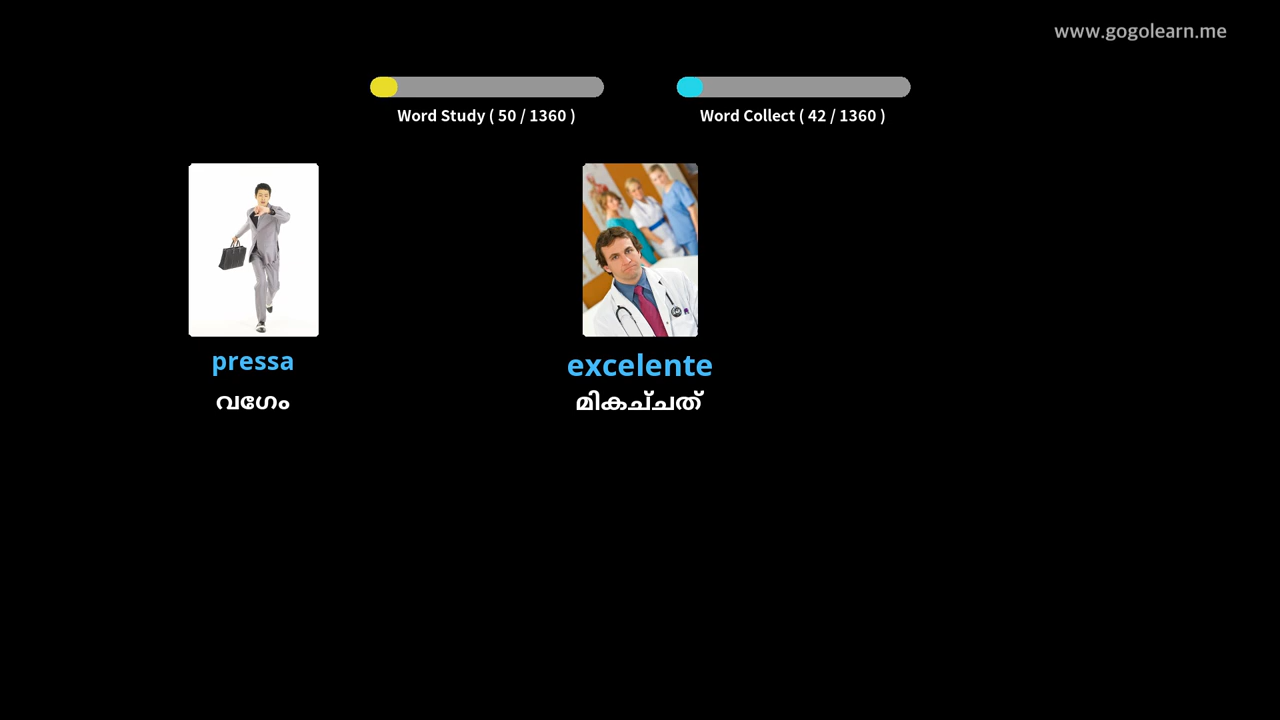 www.gogolearn.me
Word Study ( 50 / 1360 )
Word Collect ( 42 / 1360 )
pressa
വഗേം
excelente
മികച്ചത്